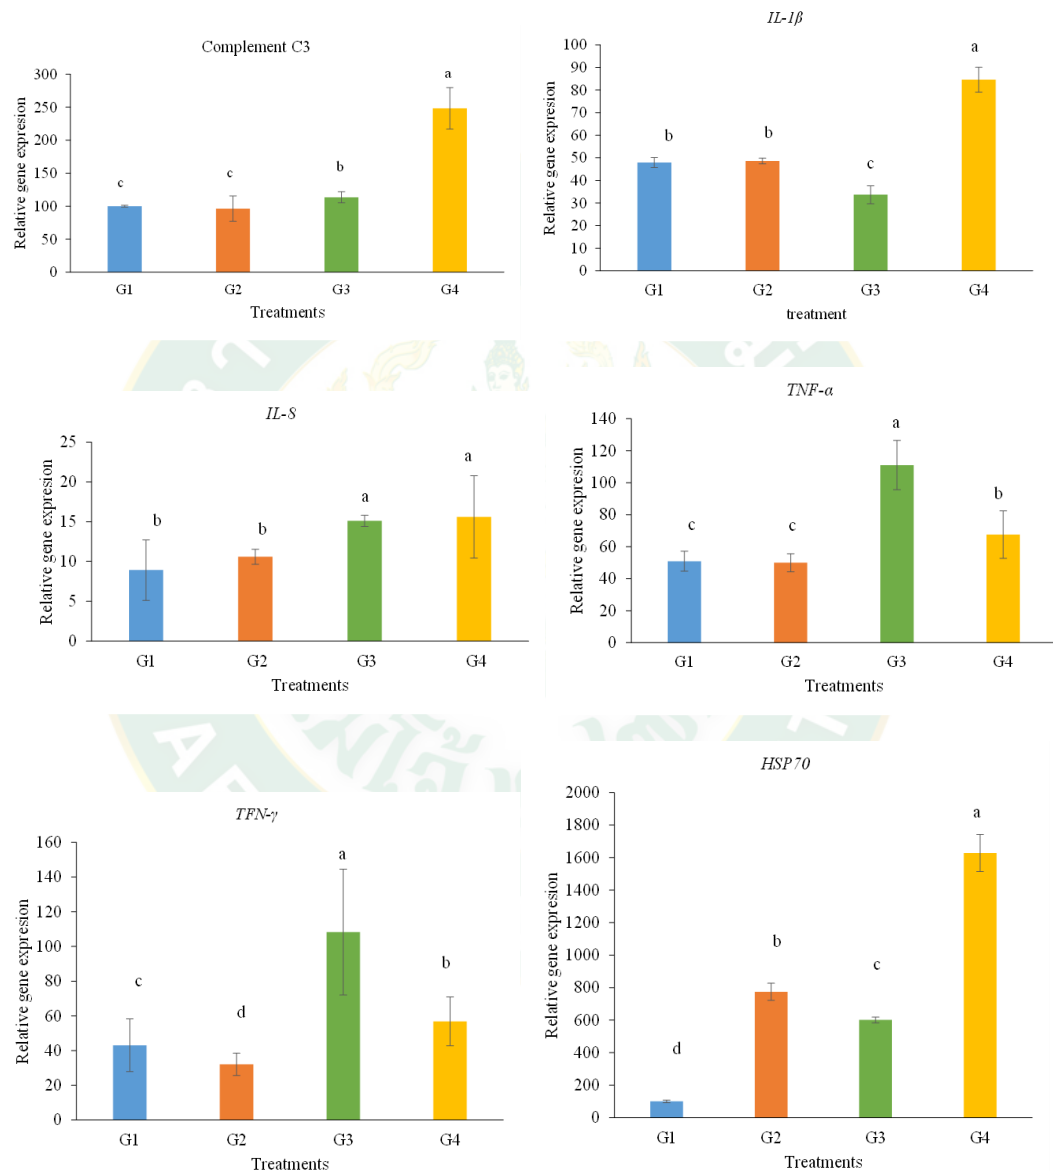 Complement C3
Relative gene expresion
300
250
200
150
100
50
0
c
c
b
a
G1 G2 G3 G4
Treatments
IL-1β
Relative gene expresion
100
90
80
70
60
50
40
30
20
10
0
b
b
c
a
G1 G2 G3 G4
treatment
IL-8
Relative gene expresion
25
20
15
10
5
0
b
b
a
a
G1 G2 G3 G4
Treatments
TNF-α
Relative gene expresion
140
120
100
80
60
40
20
0
c
c
a
b
G1 G2 G3 G4
Treatments
TFN-γ
Relative gene expresion
160
140
120
100
80
60
40
20
0
c
d
a
b
G1 G2 G3 G4
Treatments
HSP70
Relative gene expresion
2000
1800
1600
1400
1200
1000
800
600
400
200
0
d
b
c
a
G1 G2 G3 G4
Treatments